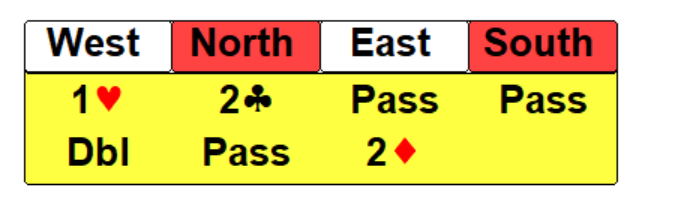 West North East South
1♥ 2♣ Pass Pass
Dbl Pass 2♦